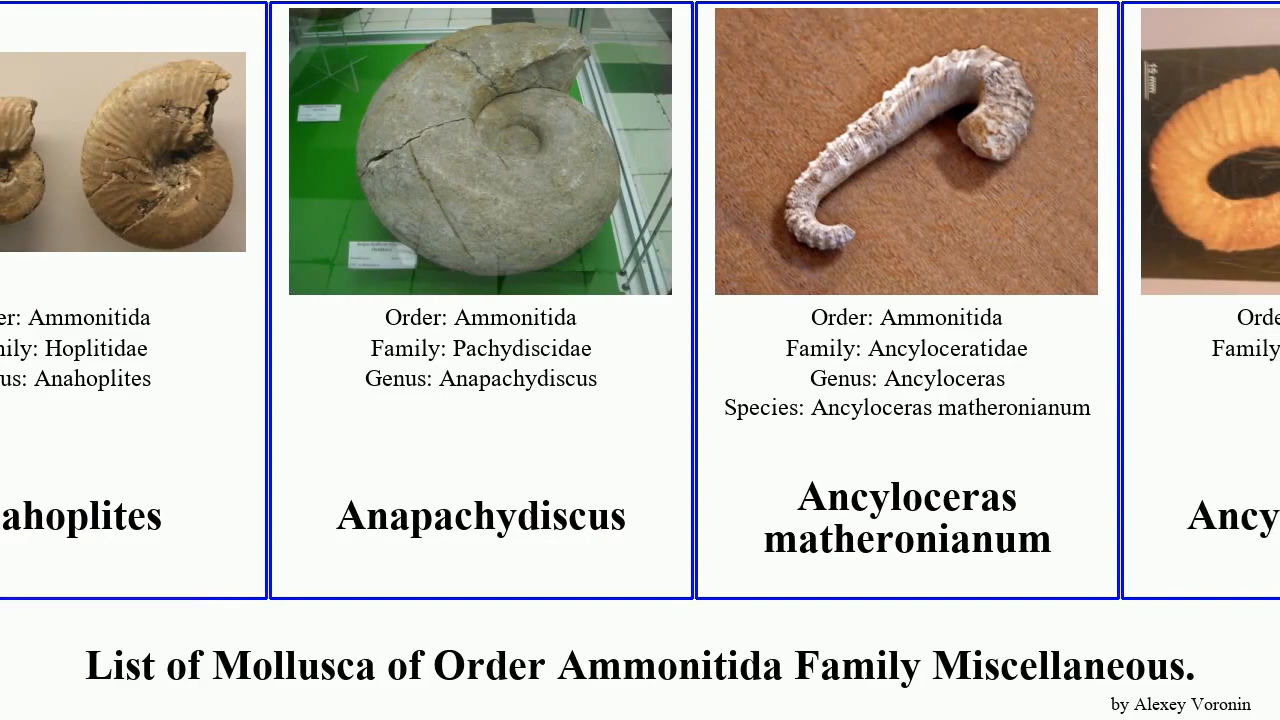 er: Ammonitida
ily: Hoplitidae
us: Anahoplites
ahoplites
Order: Ammonitida
Family: Pachydiscidae
Genus: Anapachydiscus
Anapachydiscus
Order: Ammonitida
Family: Ancyloceratidae
Genus: Ancyloceras
Species: Ancyloceras matheronianum
Ancyloceras
matheronianum
15 mm
Orde
Family
Ancy
List of Mollusca of Order Ammonitida Family Miscellaneous.
by Alexey Voronin